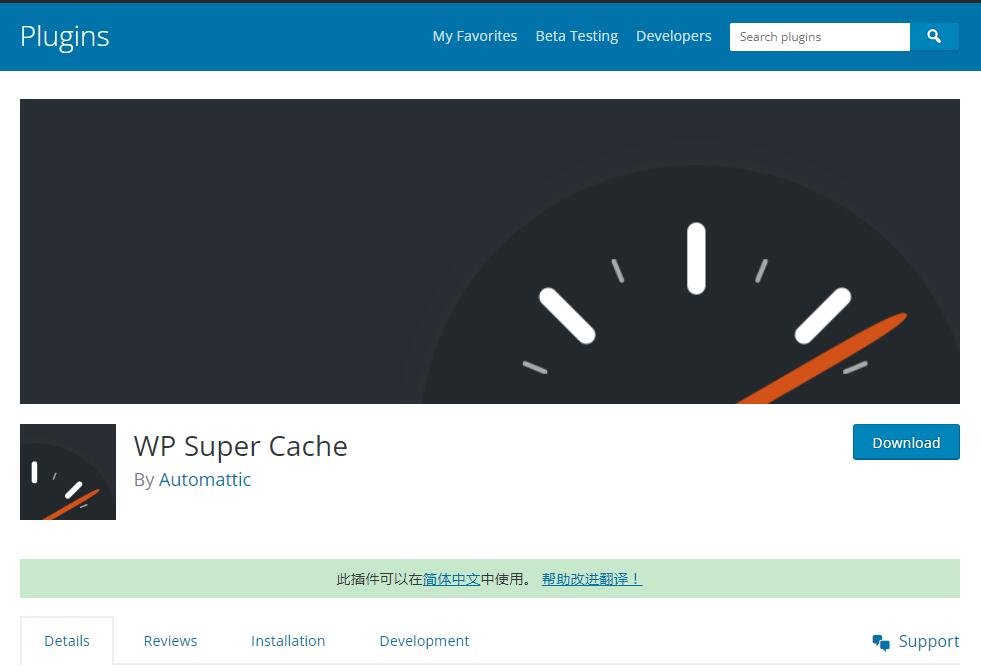 Plugins
My Favorites Beta Testing Developers Search plugins
WP Super Cache
Download
By Automattic
此插件可以在简体中文中使用。 帮助改进翻译！
Details Reviews Installation Development Support